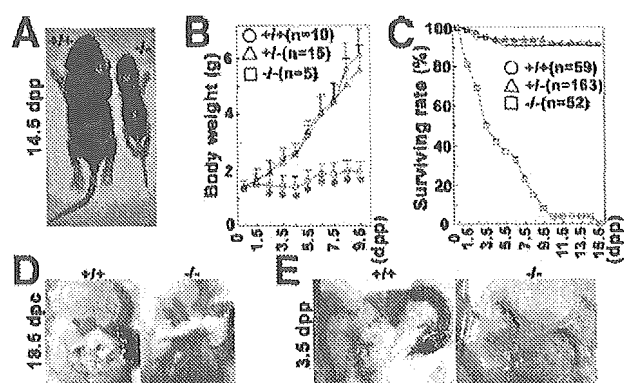 A
+/+
-/-
14.5 dpp
B
Body weight (g)
6
4
2
0
○ +/+(n=10)
△ +/-(n=15)
□ -/-(n=5)
0
1.5
3.5
5.5
7.5
9.5
(dpp)
C
Surviving rate (%)
100
80
60
40
20
0
○ +/+(n=59)
△ +/-(n=163)
□ -/-(n=52)
0
1.5
3.5
5.5
7.5
9.5
11.5
13.5
15.5
(dpp)
D
+/+
-/-
18.5 dpc
E
+/+
-/-
3.5 dpp